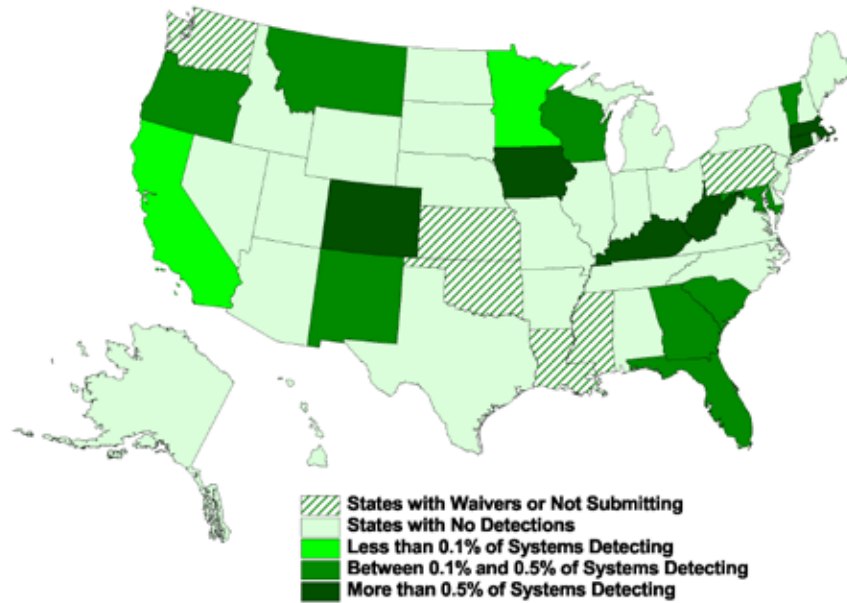 States with Waivers or Not Submitting
States with No Detections
Less than 0.1% of Systems Detecting
Between 0.1% and 0.5% of Systems Detecting
More than 0.5% of Systems Detecting